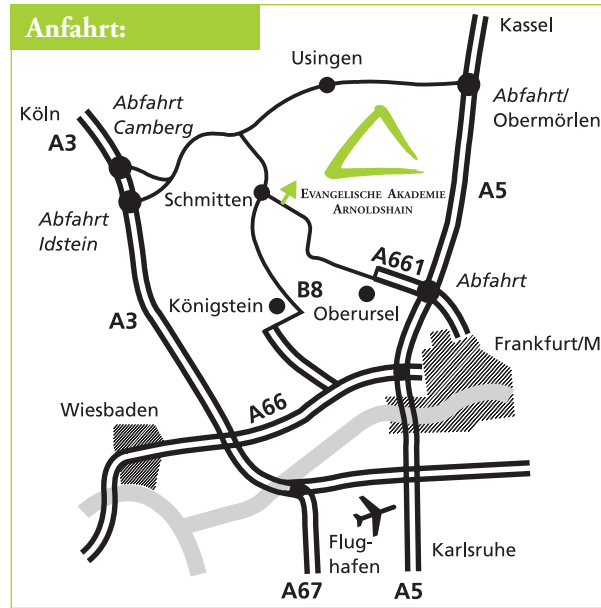 Anfahrt:
Kassel
Usingen
Köln
Abfahrt
Camberg
A3
Abfahrt/
Obermörlen
Schmitten
EVANGELISCHE AKADEMIE
ARNOLDSHAIN
A5
Abfahrt
Idstein
A661
Abfahrt
B8
Königstein
Oberursel
A3
Frankfurt/M
A66
Wiesbaden
Flug-
hafen
Karlsruhe
A67
A5